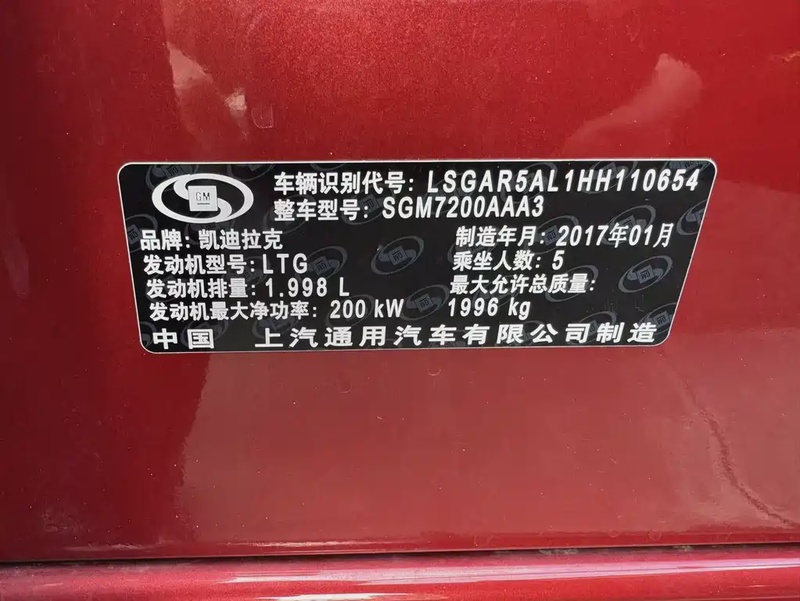 GM
车辆识别代号: LSGAR5AL1HH110654
整车型号: SGM7200AAA3
品牌: 凯迪拉克
制造年月: 2017年01月
发动机型号: LTG
乘坐人数: 5
发动机排量: 1.998 L
最大允许总质量:
发动机最大净功率: 200 kW
1996 kg
中国 上汽通用汽车有限公司制造